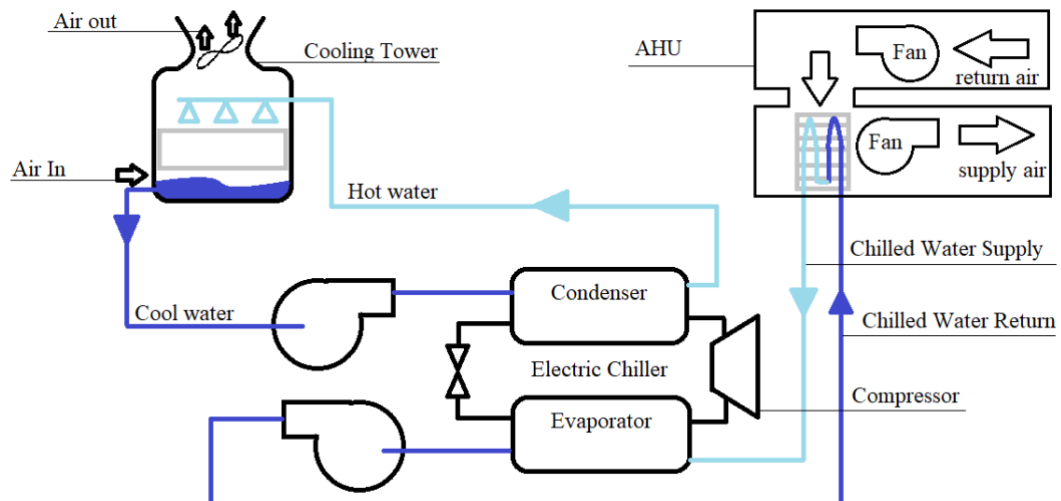 Air out
Cooling Tower
AHU
Fan
return air
Air In
Fan
supply air
Hot water
Chilled Water Supply
Condenser
Cool water
Chilled Water Return
Electric Chiller
Compressor
Evaporator